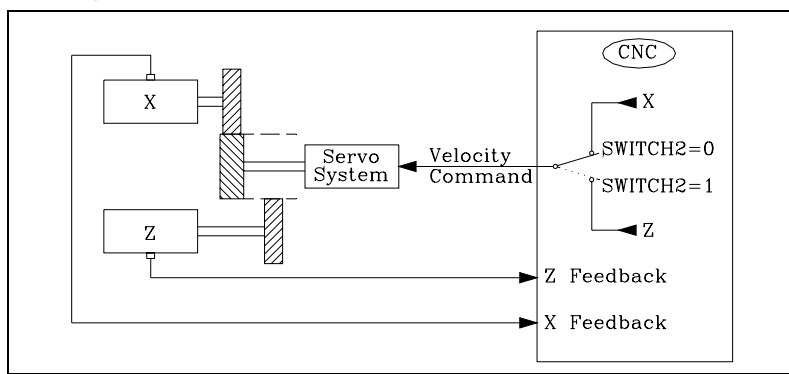 CNC
X
X
SWITCH2=0
Servo
System
Velocity
Command
SWITCH2=1
Z
Z
Z Feedback
X Feedback